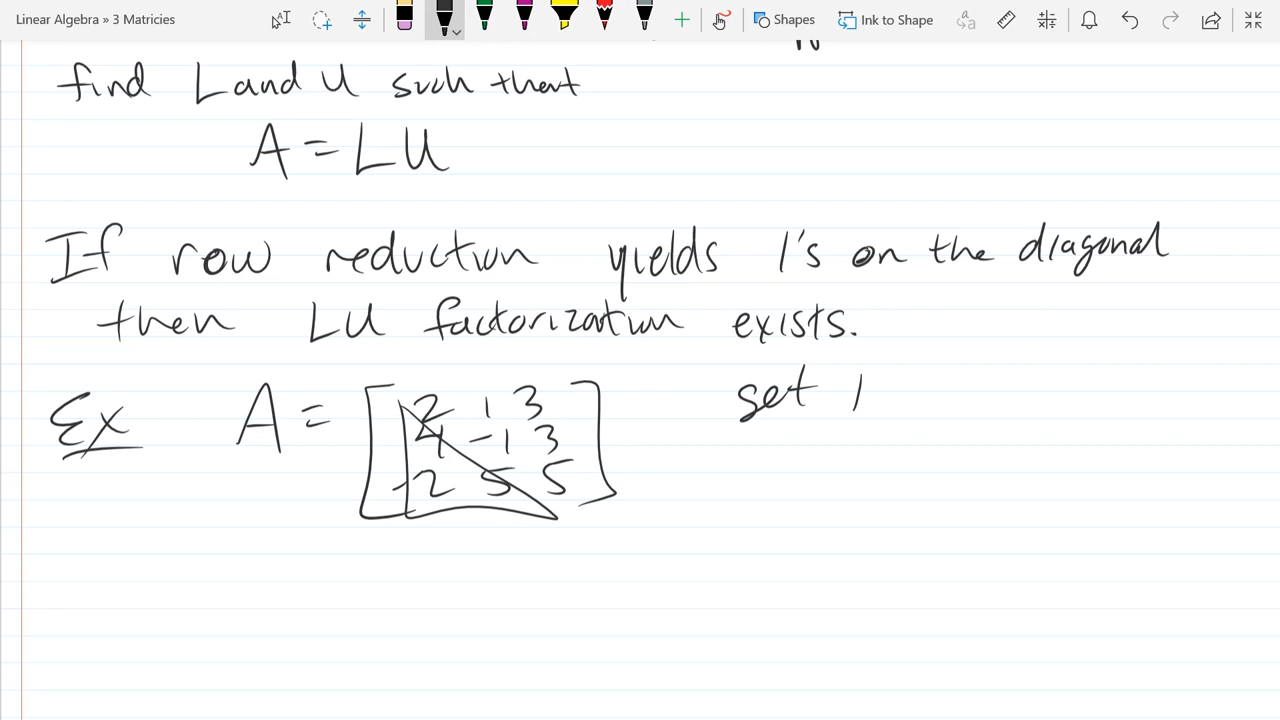 Linear Algebra » 3 Matricies
Shapes
Ink to Shape
find L and U such that
A = LU
If row reduction yields 1's on the diagonal
then LU factorization exists.
Ex A = [ 2 1 3
4 -1 3
-2 5 5 ]
set